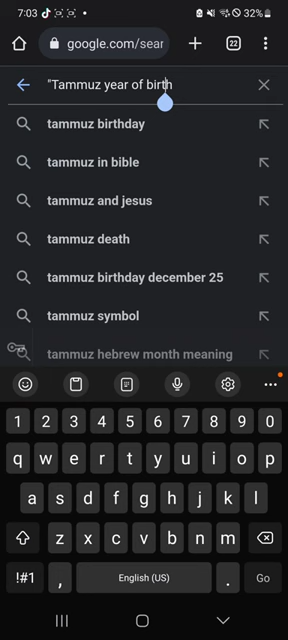 7:03 32%
google.com/sear 22
"Tammuz year of birth
tammuz birthday
tammuz in bible
tammuz and jesus
tammuz death
tammuz birthday december 25
tammuz symbol
tammuz hebrew month meaning
1 2 3 4 5 6 7 8 9 0
q w e r t y u i o p
a s d f g h j k l
z x c v b n m
!#1 , English (US) . Go